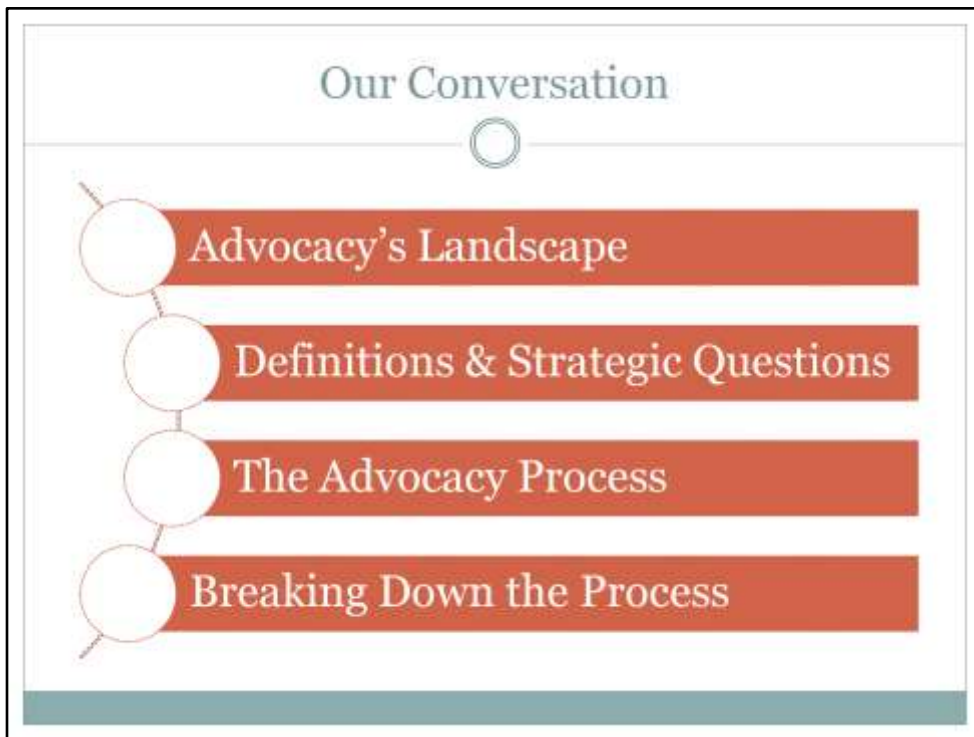 Our Conversation
Advocacy’s Landscape
Definitions & Strategic Questions
The Advocacy Process
Breaking Down the Process